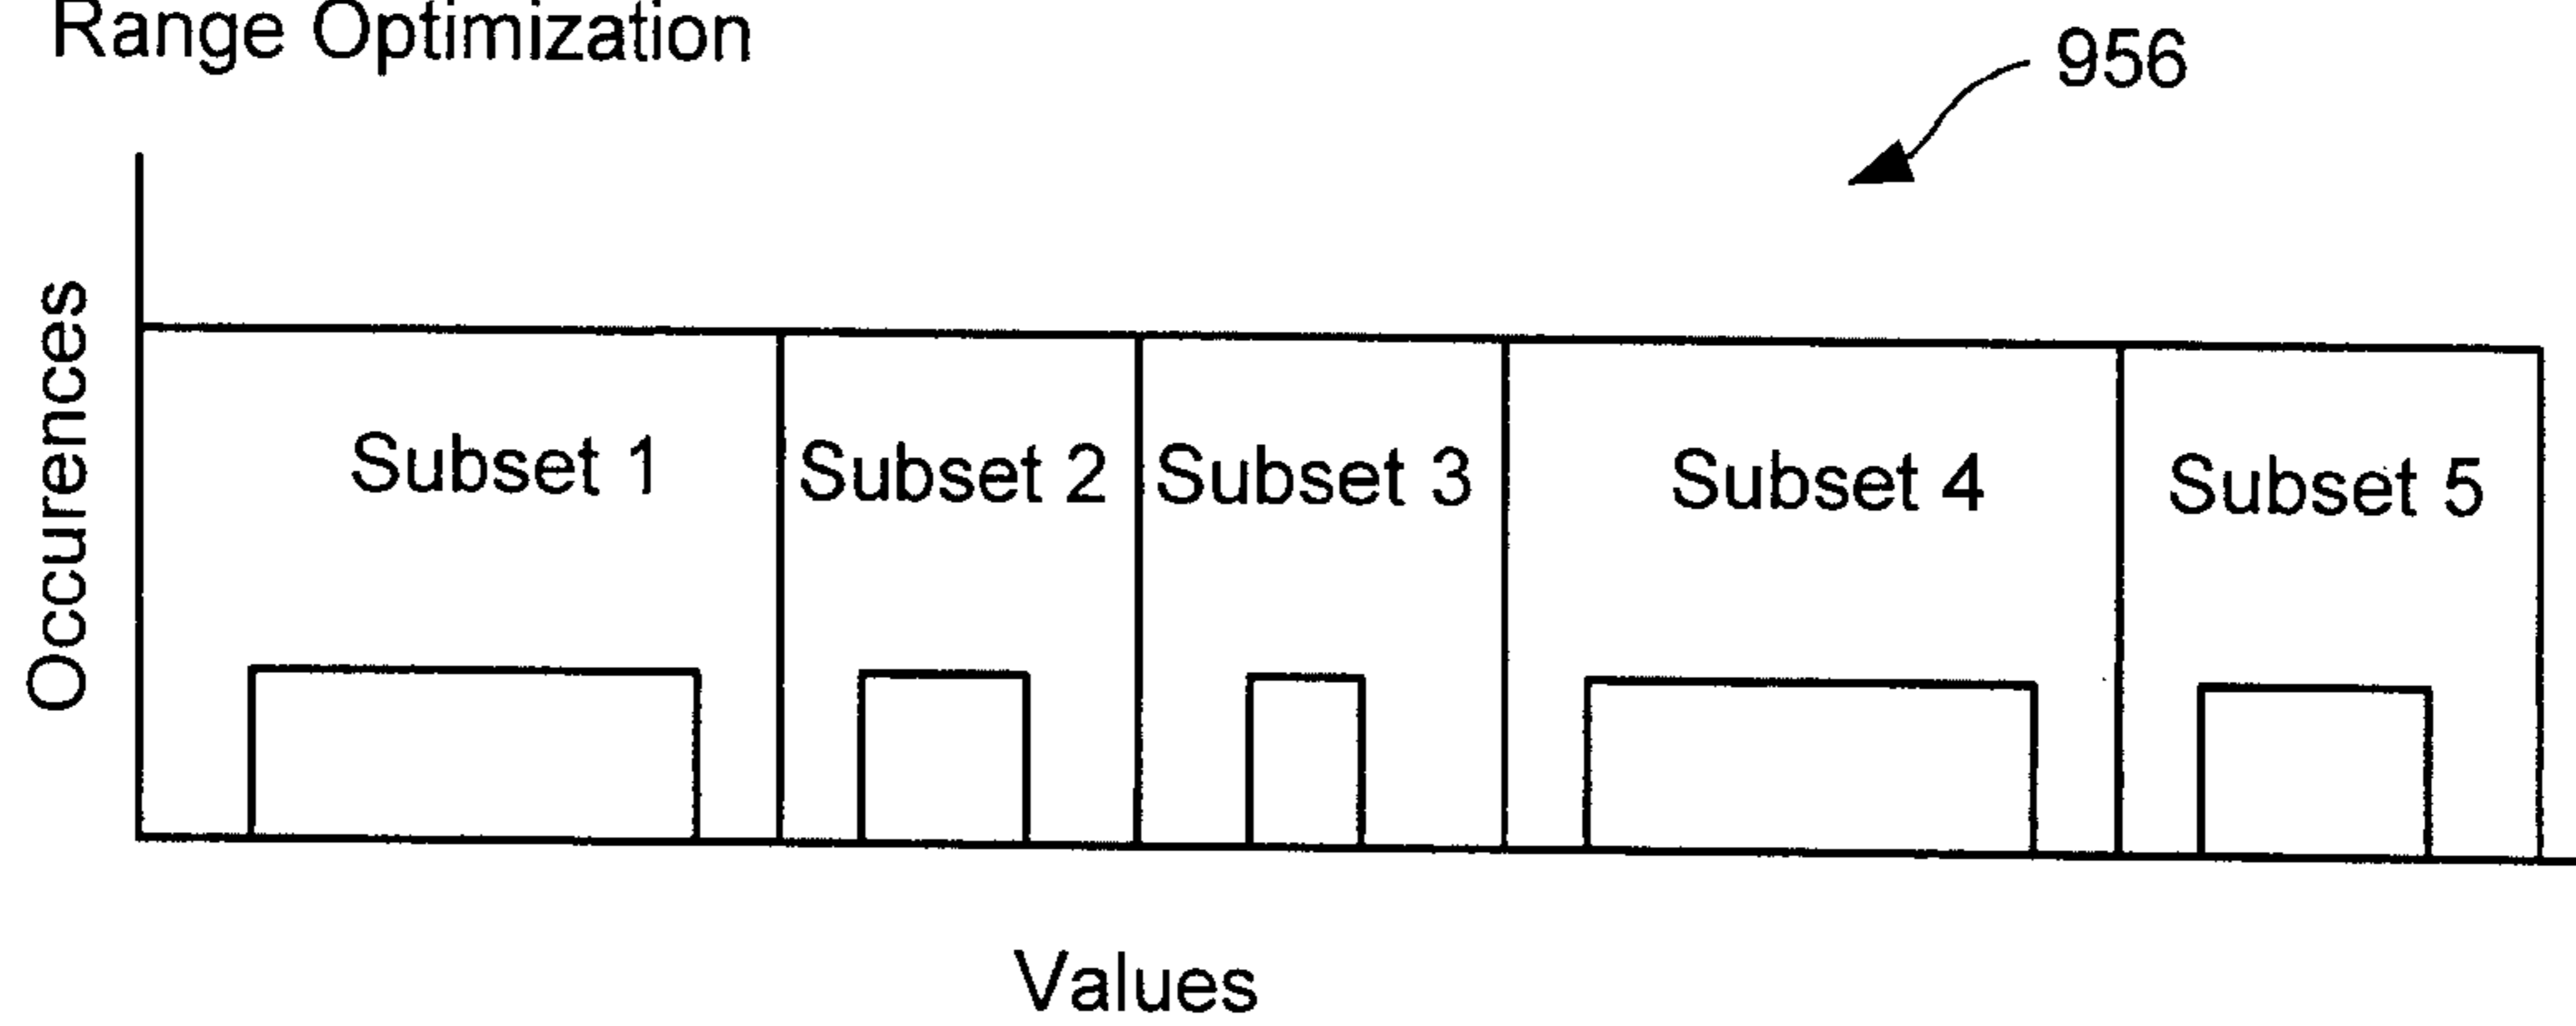 Range Optimization
956
Occurences
Subset 1
Subset 2
Subset 3
Subset 4
Subset 5
Values